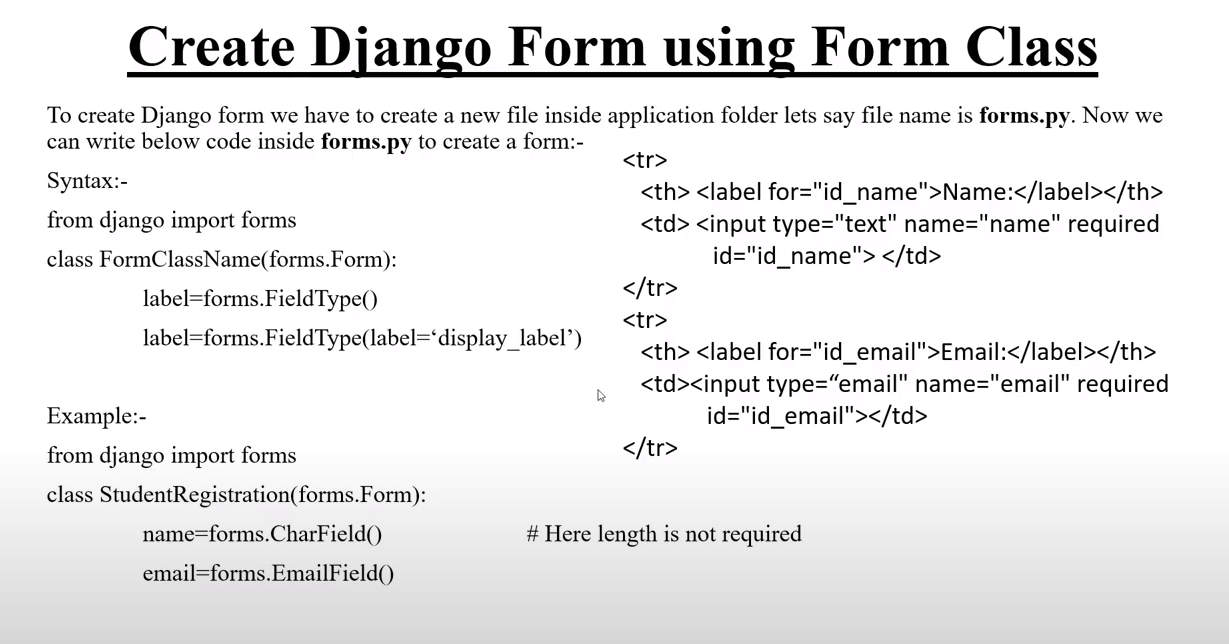 Create Django Form using Form Class
To create Django form we have to create a new file inside application folder lets say file name is forms.py. Now we
can write below code inside forms.py to create a form:-
Syntax:-
from django import forms
class FormClassName(forms.Form):
label=forms.FieldType()
label=forms.FieldType(label=‘display_label’)
Example:-
from django import forms
class StudentRegistration(forms.Form):
name=forms.CharField() # Here length is not required
email=forms.EmailField()
<tr>
<th> <label for="id_name">Name:</label></th>
<td> <input type="text" name="name" required
id="id_name"> </td>
</tr>
<tr>
<th> <label for="id_email">Email:</label></th>
<td><input type=“email" name="email" required
id="id_email"></td>
</tr>